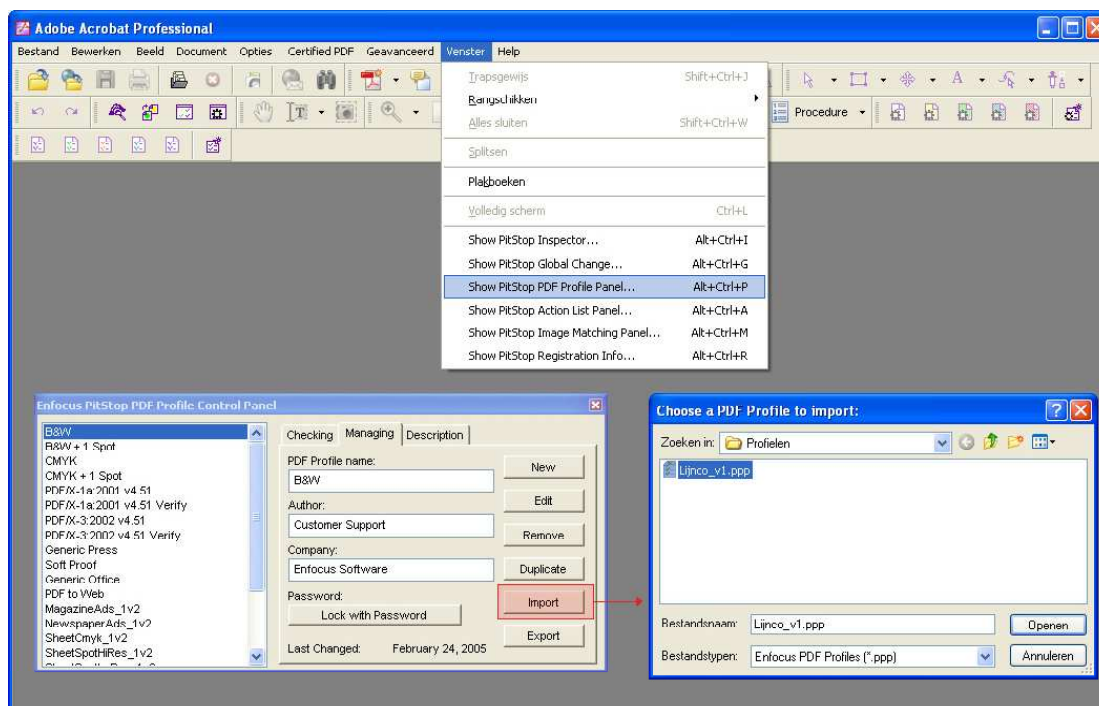 Adobe Acrobat Professional
Bestand Bewerken Beeld Document Opties Certified PDF Geavanceerd Venster Help
Trapsgewijs Shift+Ctrl+J
Rangschikken
Alles sluiten Shift+Ctrl+W
Splitsen
Plakboeken
Volledig scherm Ctrl+L
Show PitStop Inspector... Alt+Ctrl+I
Show PitStop Global Change... Alt+Ctrl+G
Show PitStop PDF Profile Panel... Alt+Ctrl+P
Show PitStop Action List Panel... Alt+Ctrl+A
Show PitStop Image Matching Panel... Alt+Ctrl+M
Show PitStop Registration Info... Alt+Ctrl+R
Procedure
Enfocus PitStop PDF Profile Control Panel
B&W
B&W + 1 Spot
CMYK
CMYK + 1 Spot
PDF/X-1a:2001 v4.51
PDF/X-1a:2001 v4.51 Verify
PDF/X-3:2002 v4.51
PDF/X-3:2002 v4.51 Verify
Generic Press
Soft Proof
Generic Office
PDF to Web
MagazineAds_1v2
NewspaperAds_1v2
SheetCmyk_1v2
SheetSpotHiRes_1v2
Checking Managing Description
PDF Profile name:
B&W
Author:
Customer Support
Company:
Enfocus Software
Password:
Lock with Password
Last Changed: February 24, 2005
New
Edit
Remove
Duplicate
Import
Export
Choose a PDF Profile to import:
Zoeken in: Profielen
Lijnco_v1.ppp
Bestandsnaam: Lijnco_v1.ppp Openen
Bestandstypen: Enfocus PDF Profiles (*.ppp) Annuleren